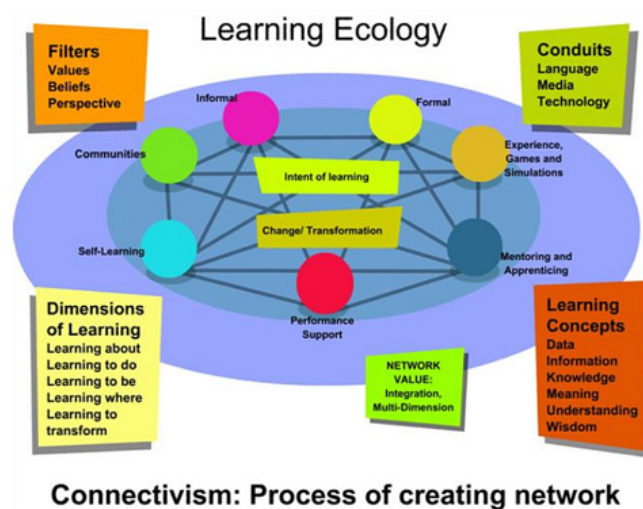 Learning Ecology
Filters
Values
Beliefs
Perspective
Conduits
Language
Media
Technology
Informal
Formal
Communities
Experience,
Games and
Simulations
Intent of learning
Change/ Transformation
Self-Learning
Mentoring and
Apprenticing
Performance
Support
Dimensions
of Learning
Learning about
Learning to do
Learning to be
Learning where
Learning to
transform
NETWORK
VALUE:
Integration,
Multi-Dimension
Learning
Concepts
Data
Information
Knowledge
Meaning
Understanding
Wisdom
Connectivism: Process of creating network